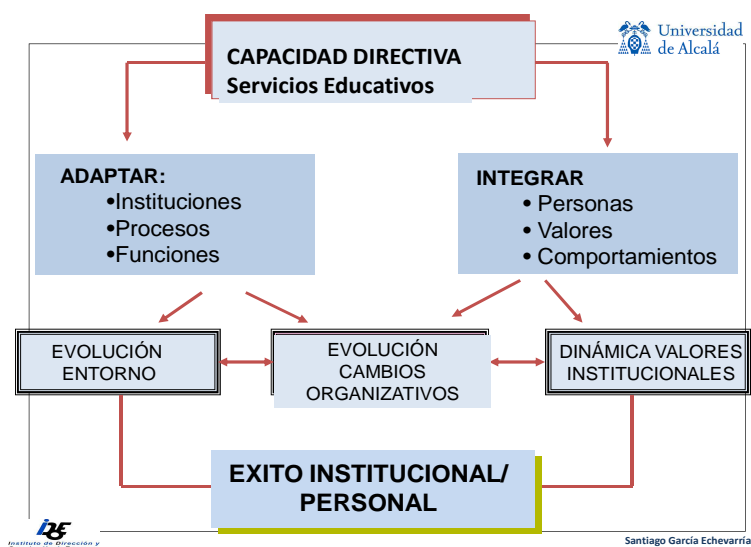 CAPACIDAD DIRECTIVA
Servicios Educativos
Universidad
de Alcalá
ADAPTAR:
•Instituciones
•Procesos
•Funciones
INTEGRAR
• Personas
• Valores
• Comportamientos
EVOLUCIÓN
ENTORNO
EVOLUCIÓN
CAMBIOS
ORGANIZATIVOS
DINÁMICA VALORES
INSTITUCIONALES
EXITO INSTITUCIONAL/
PERSONAL
Instituto de Dirección y
Santiago García Echevarría